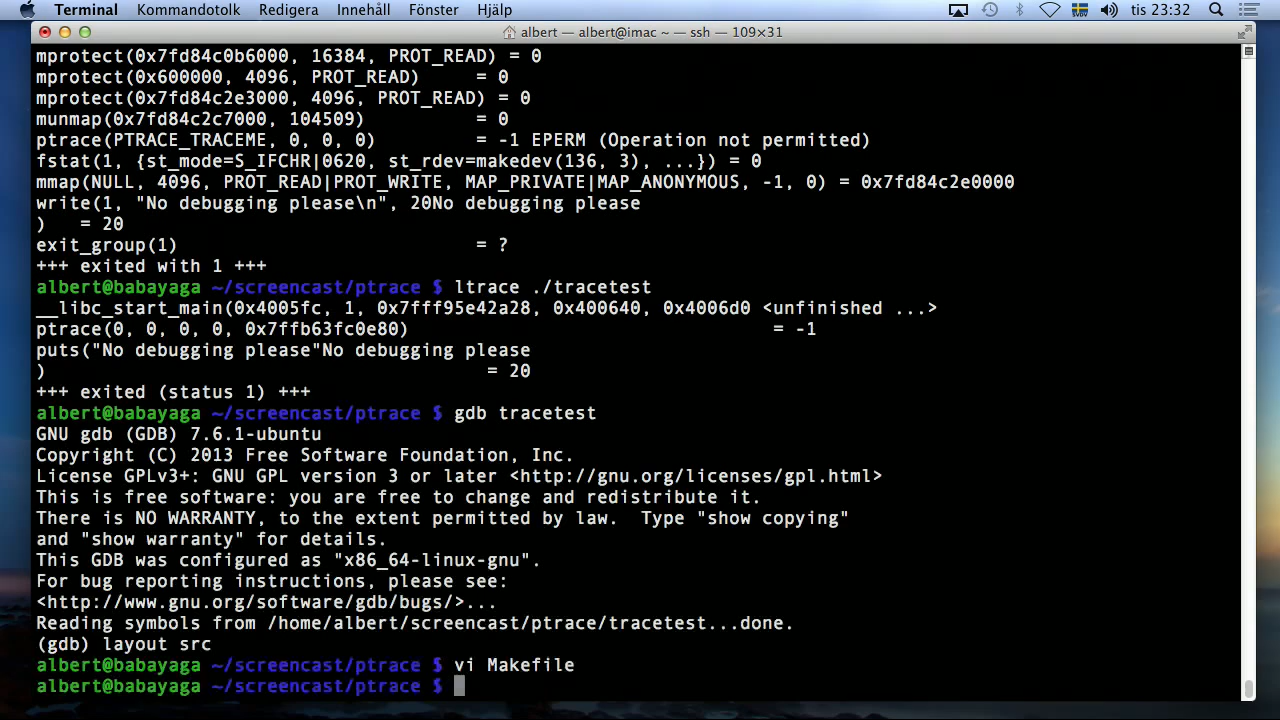 Terminal Kommandotolk Redigera Innehåll Fönster Hjälp SVDV tis 23:32
albert — albert@imac ~ — ssh — 109×31
mprotect(0x7fd84c0b6000, 16384, PROT_READ) = 0
mprotect(0x600000, 4096, PROT_READ) = 0
mprotect(0x7fd84c2e3000, 4096, PROT_READ) = 0
munmap(0x7fd84c2c7000, 104509) = 0
ptrace(PTRACE_TRACEME, 0, 0, 0) = -1 EPERM (Operation not permitted)
fstat(1, {st_mode=S_IFCHR|0620, st_rdev=makedev(136, 3), ...}) = 0
mmap(NULL, 4096, PROT_READ|PROT_WRITE, MAP_PRIVATE|MAP_ANONYMOUS, -1, 0) = 0x7fd84c2e0000
write(1, "No debugging please\n", 20No debugging please
) = 20
exit_group(1) = ?
+++ exited with 1 +++
albert@babayaga ~/screencast/ptrace $ ltrace ./tracetest
__libc_start_main(0x4005fc, 1, 0x7fff95e42a28, 0x400640, 0x4006d0 <unfinished ...>
ptrace(0, 0, 0, 0, 0x7ffb63fc0e80) = -1
puts("No debugging please"No debugging please
) = 20
+++ exited (status 1) +++
albert@babayaga ~/screencast/ptrace $ gdb tracetest
GNU gdb (GDB) 7.6.1-ubuntu
Copyright (C) 2013 Free Software Foundation, Inc.
License GPLv3+: GNU GPL version 3 or later <http://gnu.org/licenses/gpl.html>
This is free software: you are free to change and redistribute it.
There is NO WARRANTY, to the extent permitted by law.  Type "show copying"
and "show warranty" for details.
This GDB was configured as "x86_64-linux-gnu".
For bug reporting instructions, please see:
<http://www.gnu.org/software/gdb/bugs/>...
Reading symbols from /home/albert/screencast/ptrace/tracetest...done.
(gdb) layout src
albert@babayaga ~/screencast/ptrace $ vi Makefile
albert@babayaga ~/screencast/ptrace $